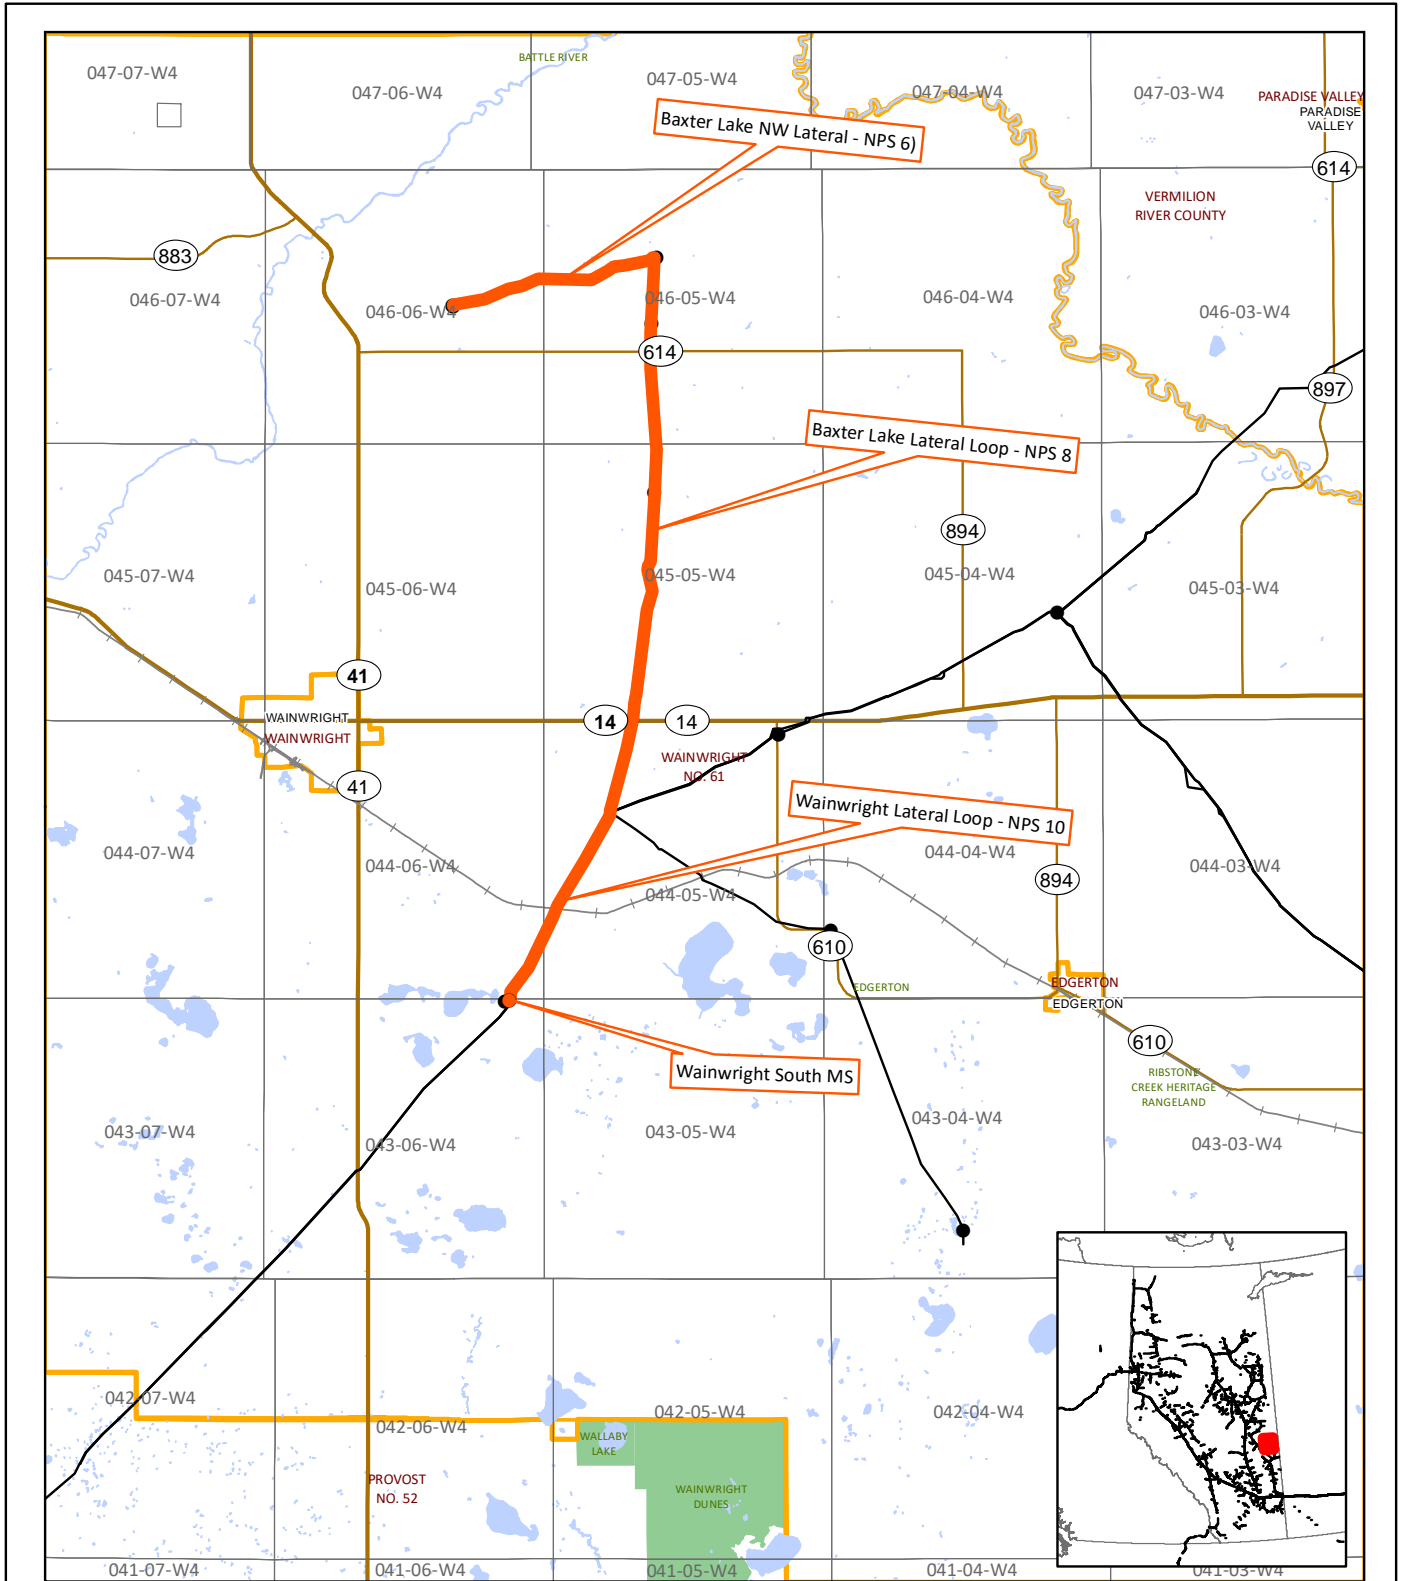 BATTLE RIVER
047-07-W4
047-06-W4
047-05-W4
047-04-W4
047-03-W4
PARADISE VALLEY
PARADISE
VALLEY
Baxter Lake NW Lateral - NPS 6)
614
VERMILION
RIVER COUNTY
883
046-07-W4
046-06-W4
046-05-W4
046-04-W4
046-03-W4
614
897
Baxter Lake Lateral Loop - NPS 8
894
045-07-W4
045-06-W4
045-05-W4
045-04-W4
045-03-W4
41
WAINWRIGHT
WAINWRIGHT
14
14
WAINWRIGHT
NO. 61
41
Wainwright Lateral Loop - NPS 10
044-07-W4
044-06-W4
044-05-W4
044-04-W4
044-03-W4
894
610
EDGERTON
EDGERTON
EDGERTON
610
Wainwright South MS
RIBSTONE
CREEK HERITAGE
RANGELAND
043-07-W4
043-06-W4
043-05-W4
043-04-W4
043-03-W4
042-07-W4
042-06-W4
042-05-W4
042-04-W4
WALLABY
LAKE
PROVOST
NO. 52
WAINWRIGHT
DUNES
041-07-W4
041-06-W4
041-05-W4
041-04-W4
041-03-W4